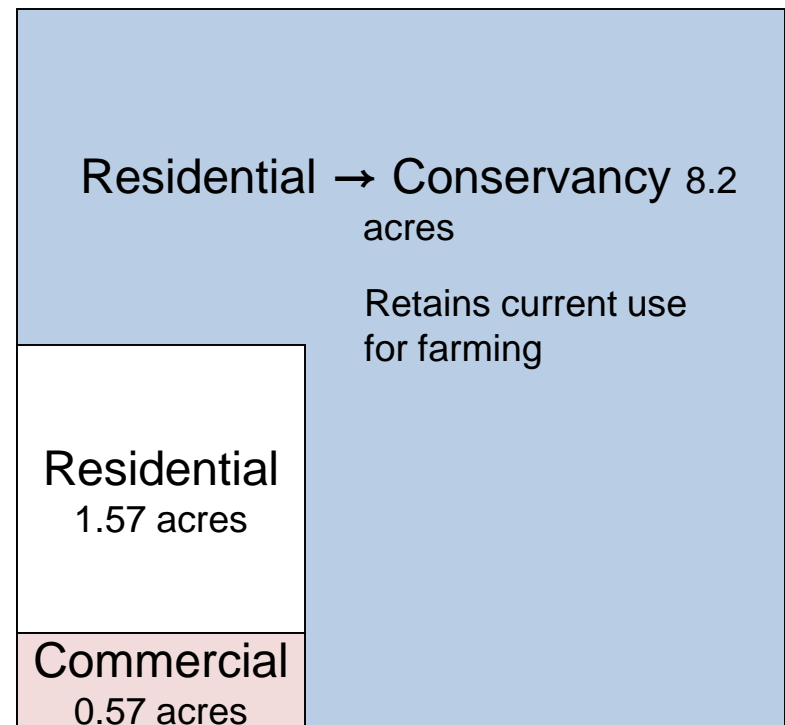 Residential → Conservancy 8.2
acres
Retains current use
for farming
Residential
1.57 acres
Commercial
0.57 acres